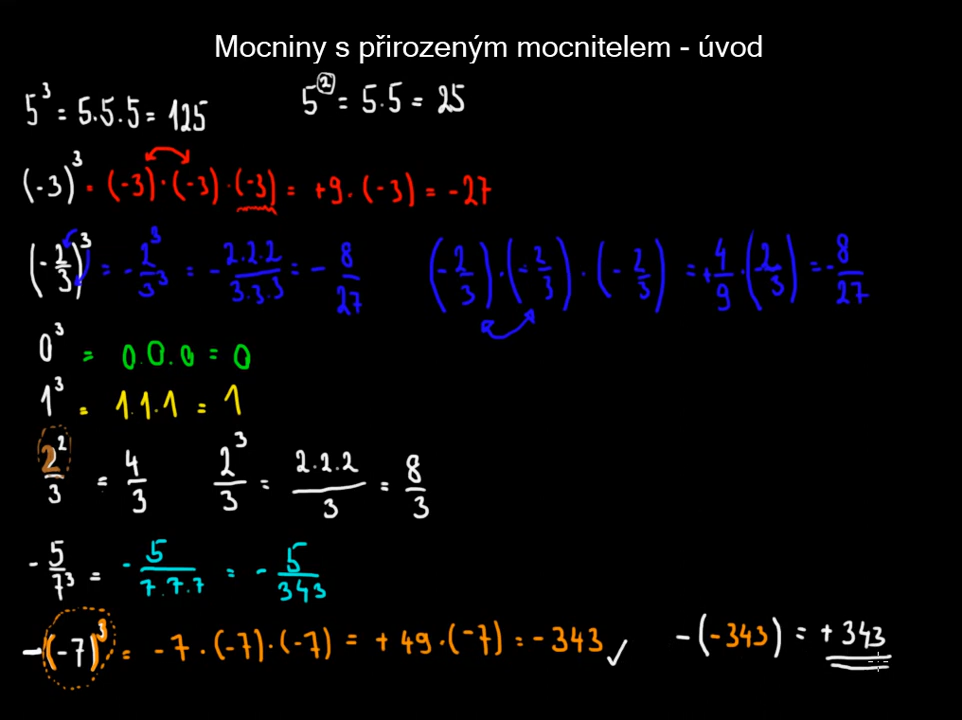 Mocniny s přirozeným mocnitelem - úvod
5³ = 5.5.5 = 125 5² = 5.5 = 25
(-3)³ = (-3)·(-3)·(-3) = +9·(-3) = -27
(-2/3)³ = -2³/3³ = -2.2.2/3.3.3 = -8/27 (-2/3)·(-2/3)·(-2/3) = +4/9·(2/3) = -8/27
0³ = 0.0.0 = 0
1³ = 1.1.1 = 1
2²/3 = 4/3 2³/3 = 2.2.2/3 = 8/3
-5/7³ = -5/7.7.7 = -5/343
-(-7)³ = -7·(-7)·(-7) = +49·(-7) = -343 ✓ -(-343) = +343